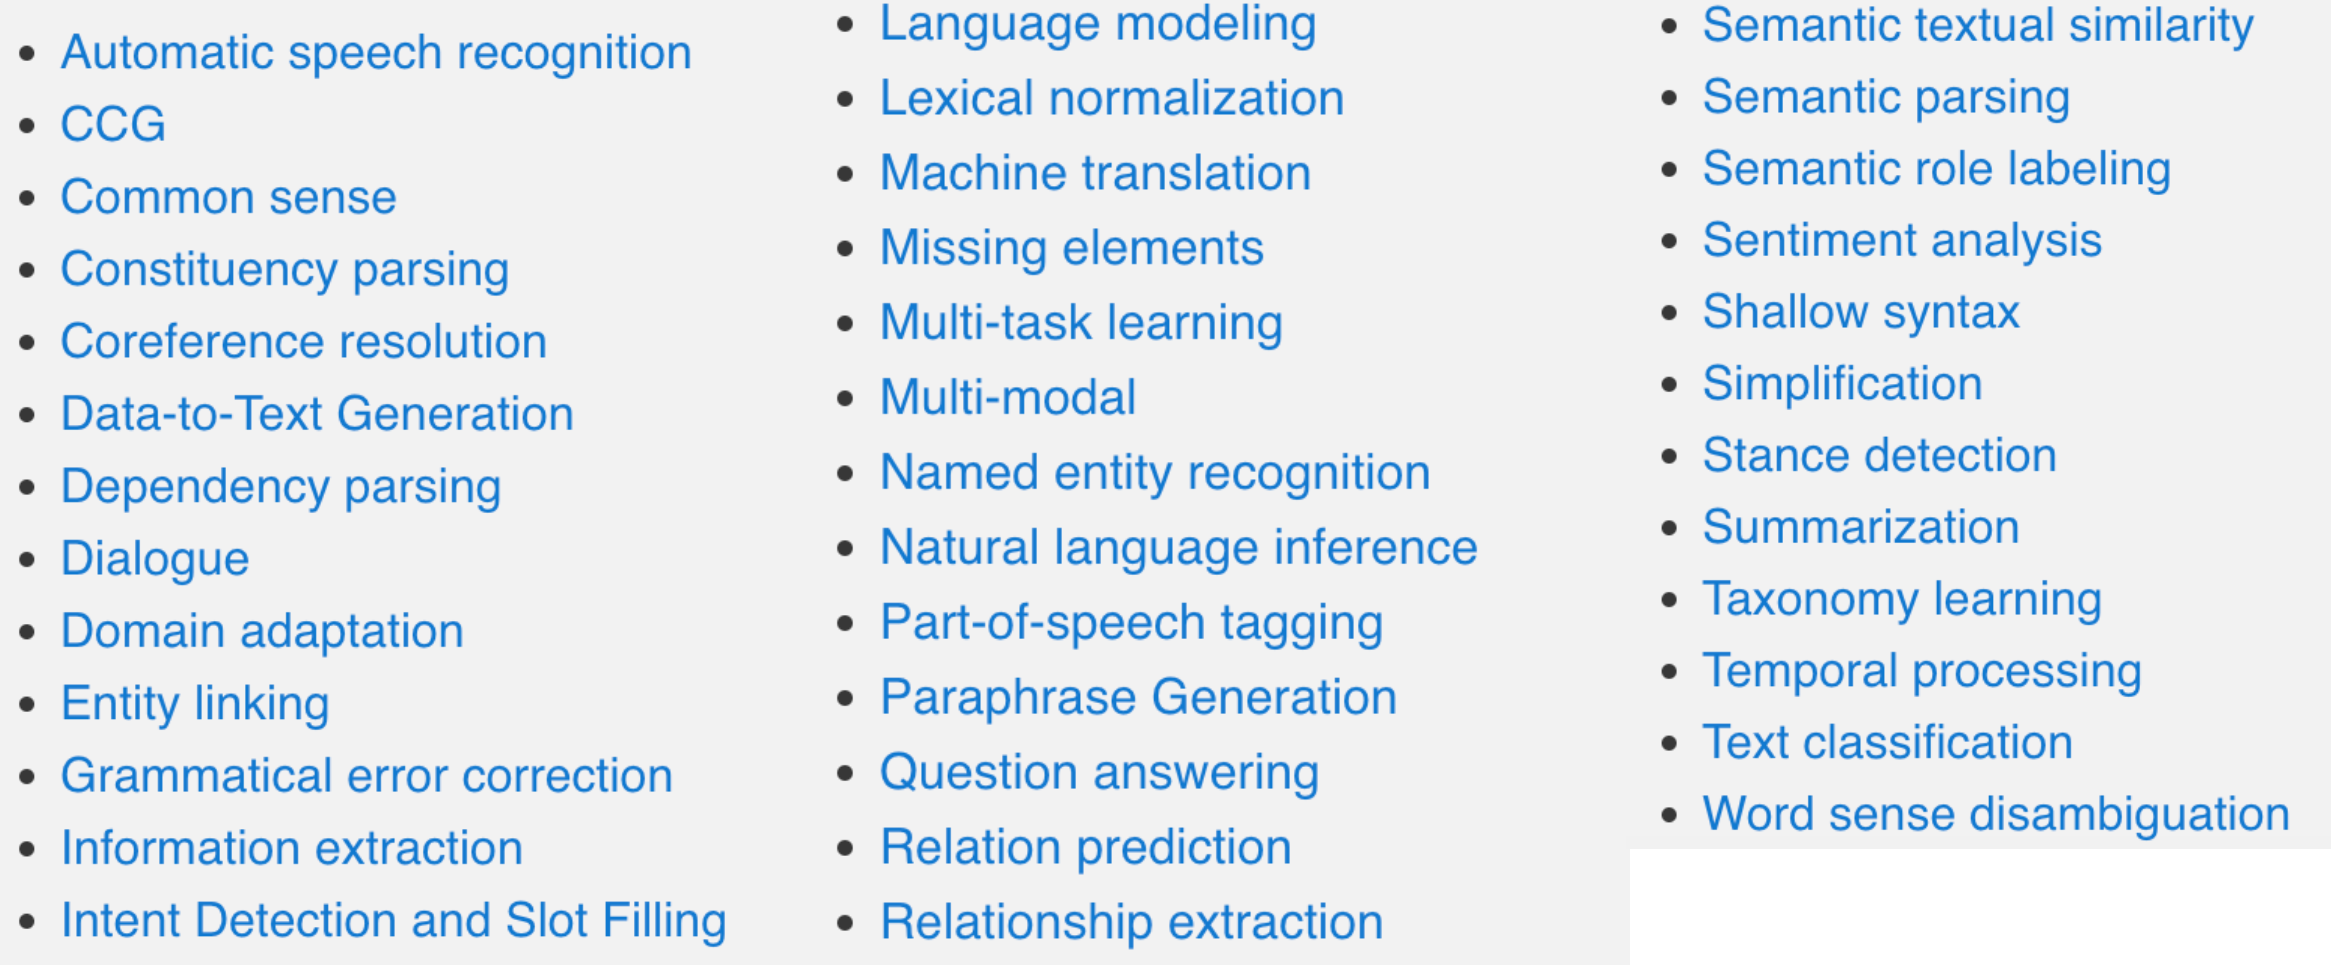 Automatic speech recognition
CCG
Common sense
Constituency parsing
Coreference resolution
Data-to-Text Generation
Dependency parsing
Dialogue
Domain adaptation
Entity linking
Grammatical error correction
Information extraction
Intent Detection and Slot Filling
Language modeling
Lexical normalization
Machine translation
Missing elements
Multi-task learning
Multi-modal
Named entity recognition
Natural language inference
Part-of-speech tagging
Paraphrase Generation
Question answering
Relation prediction
Relationship extraction
Semantic textual similarity
Semantic parsing
Semantic role labeling
Sentiment analysis
Shallow syntax
Simplification
Stance detection
Summarization
Taxonomy learning
Temporal processing
Text classification
Word sense disambiguation